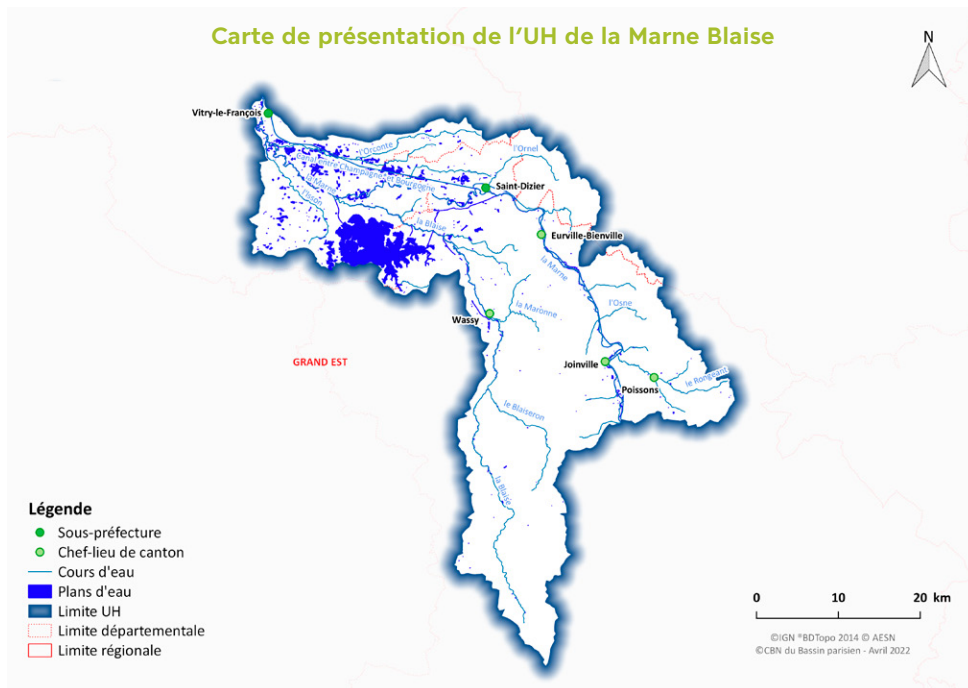 Carte de présentation de l'UH de la Marne Blaise
N
Vitry-le-François
l'Orconte
l'Ornel
canal entre Champagne et Bourgogne
Saint-Dizier
la Marne
l'Isson
la Blaise
Eurville-Bienville
la Marne
l'Osne
la Maronne
Wassy
GRAND EST
Joinville
le Rongeant
Poissons
le Blaiseron
la Blaise
Légende
Sous-préfecture
Chef-lieu de canton
Cours d'eau
Plans d'eau
Limite UH
Limite départementale
Limite régionale
0 10 20 km
©IGN ®BDTopo 2014 © AESN
©CBN du Bassin parisien - Avril 2022